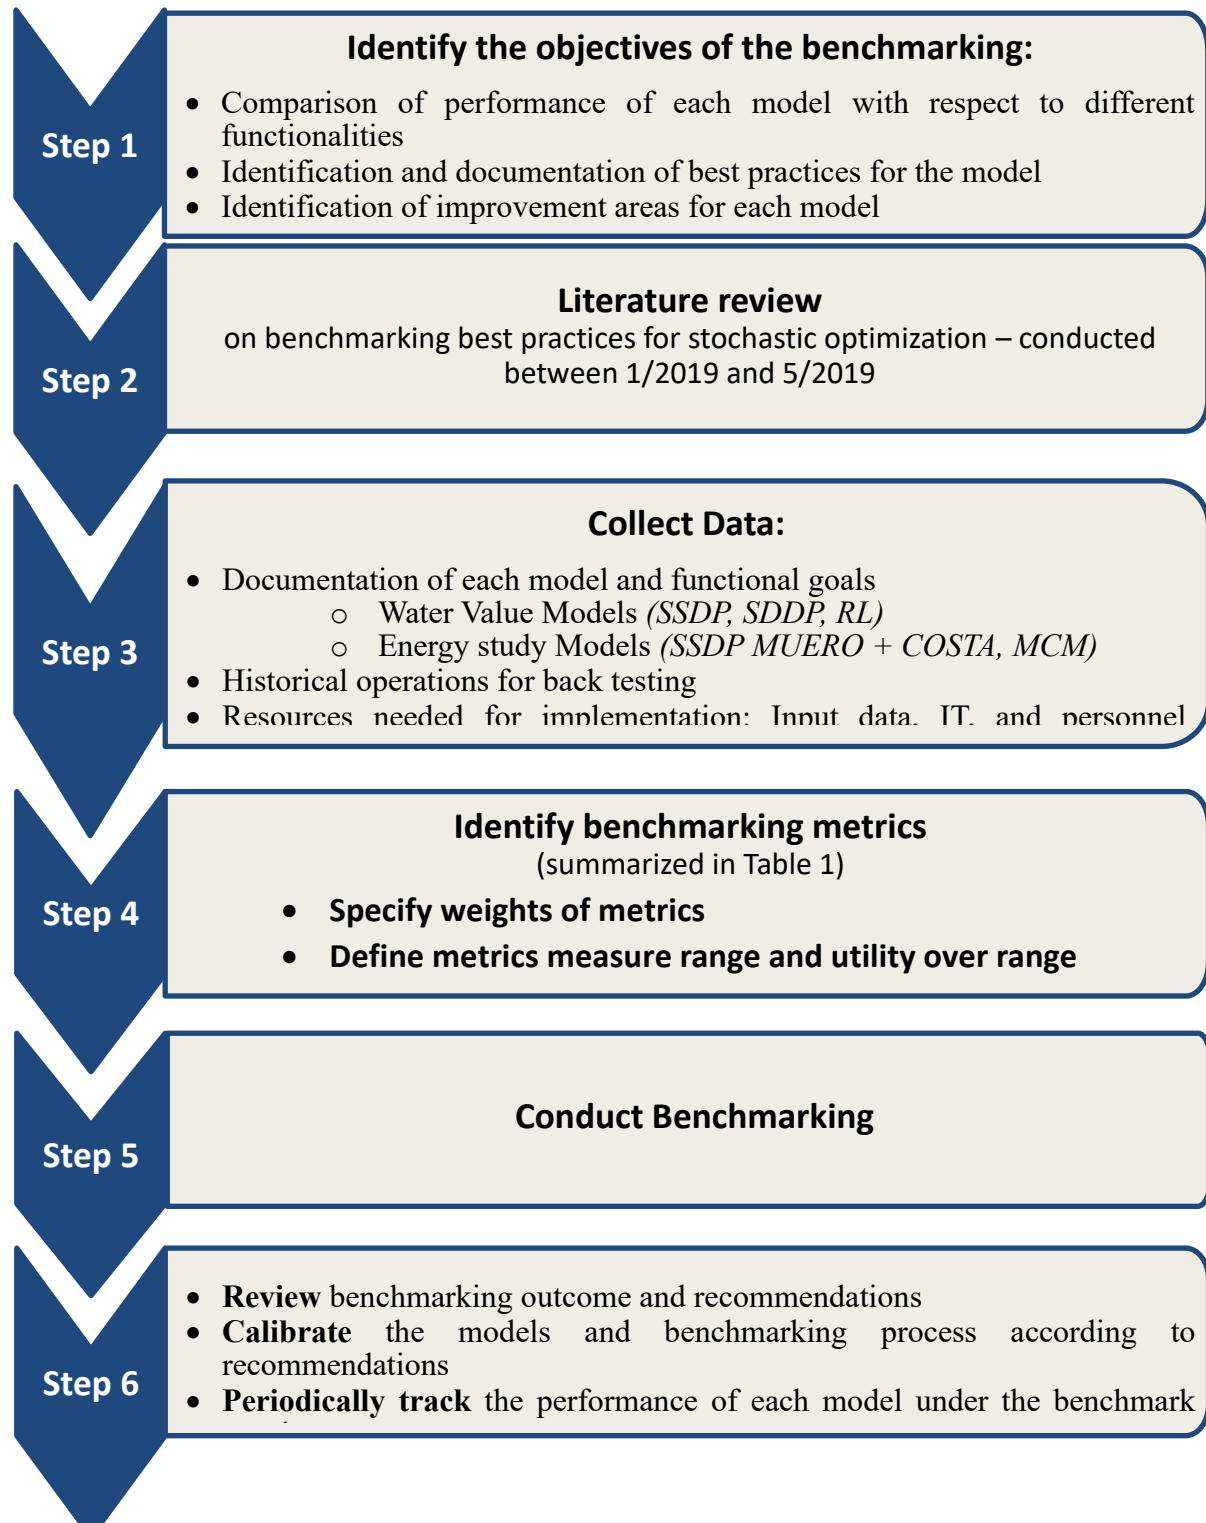 Identify the objectives of the benchmarking:
Step 1
• Comparison of performance of each model with respect to different
functionalities
• Identification and documentation of best practices for the model
• Identification of improvement areas for each model
Literature review
on benchmarking best practices for stochastic optimization – conducted
between 1/2019 and 5/2019
Step 2
Collect Data:
Step 3
• Documentation of each model and functional goals
o Water Value Models (SSDP, SDDP, RL)
o Energy study Models (SSDP MUERO + COSTA, MCM)
• Historical operations for back testing
• Resources needed for implementation: Input data, IT, and personnel
Identify benchmarking metrics
(summarized in Table 1)
Step 4
• Specify weights of metrics
• Define metrics measure range and utility over range
Conduct Benchmarking
Step 5
Step 6
• Review benchmarking outcome and recommendations
• Calibrate the models and benchmarking process according to
recommendations
• Periodically track the performance of each model under the benchmark